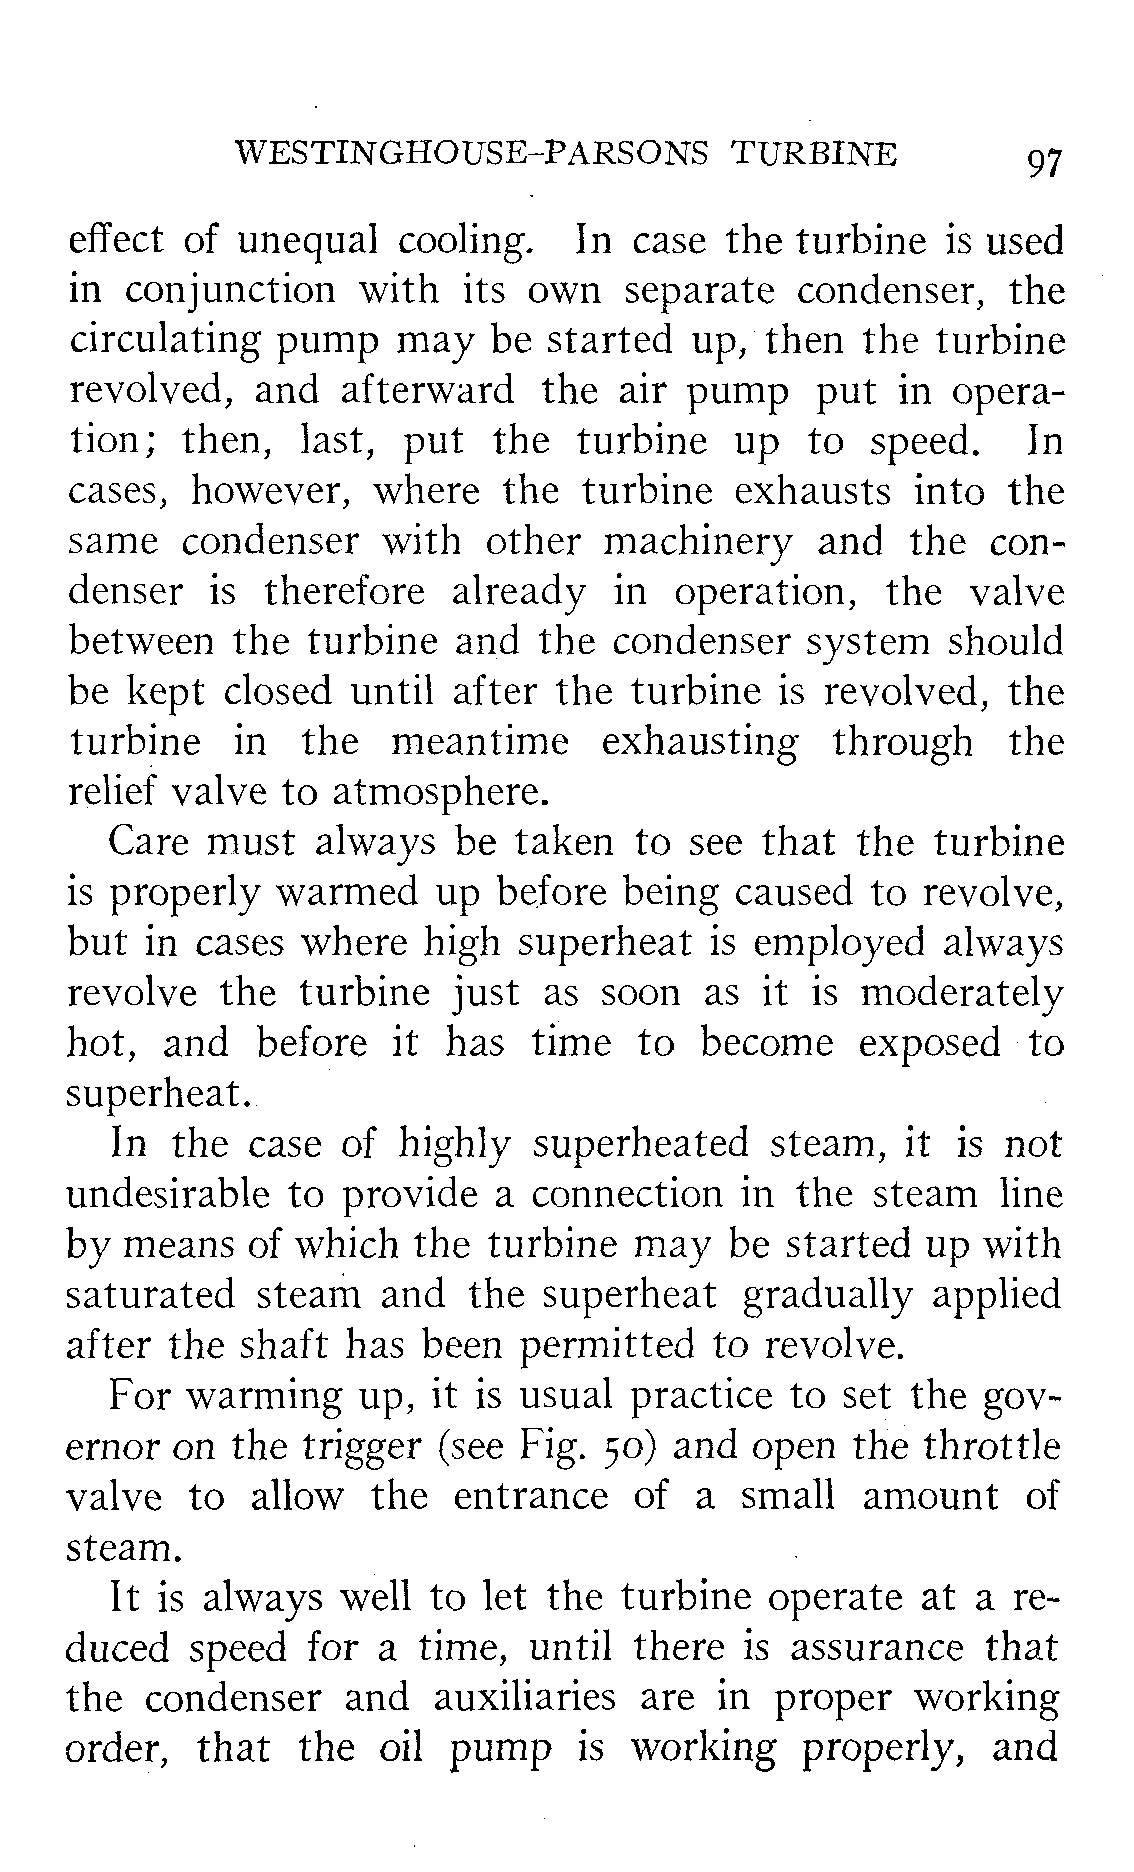 WESTINGHOUSE–PARSONS TURBINE 97
effect of unequal cooling. In case the turbine is used
in conjunction with its own separate condenser, the
circulating pump may be started up, then the turbine
revolved, and afterward the air pump put in opera-
tion; then, last, put the turbine up to speed. In
cases, however, where the turbine exhausts into the
same condenser with other machinery and the con-
denser is therefore already in operation, the valve
between the turbine and the condenser system should
be kept closed until after the turbine is revolved, the
turbine in the meantime exhausting through the
relief valve to atmosphere.
Care must always be taken to see that the turbine
is properly warmed up before being caused to revolve,
but in cases where high superheat is employed always
revolve the turbine just as soon as it is moderately
hot, and before it has time to become exposed to
superheat.
In the case of highly superheated steam, it is not
undesirable to provide a connection in the steam line
by means of which the turbine may be started up with
saturated steam and the superheat gradually applied
after the shaft has been permitted to revolve.
For warming up, it is usual practice to set the gov-
ernor on the trigger (see Fig. 50) and open the throttle
valve to allow the entrance of a small amount of
steam.
It is always well to let the turbine operate at a re-
duced speed for a time, until there is assurance that
the condenser and auxiliaries are in proper working
order, that the oil pump is working properly, and